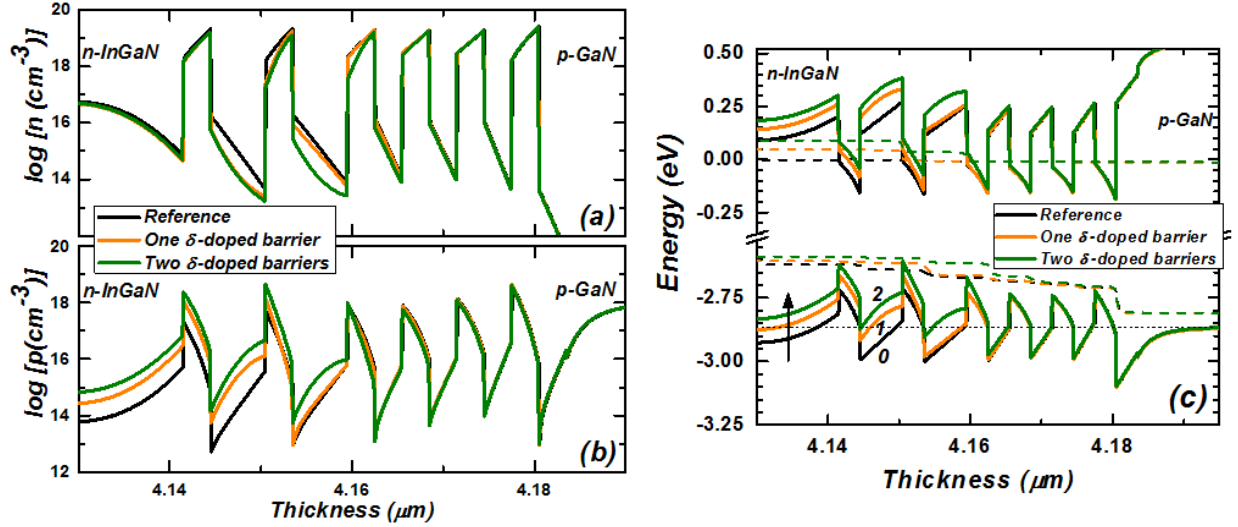 20
18
16
14
log [n (cm⁻³)]
n-InGaN
p-GaN
(a)
Reference
One δ-doped barrier
Two δ-doped barriers
20
18
16
14
12
log [p(cm⁻³)]
n-InGaN
p-GaN
(b)
4.14
4.16
4.18
Thickness (μm)
0.50
0.25
0.00
-0.25
-2.75
-3.00
-3.25
Energy (eV)
n-InGaN
p-GaN
Reference
One δ-doped barrier
Two δ-doped barriers
2
1
0
(c)
4.14
4.16
4.18
Thickness (μm)